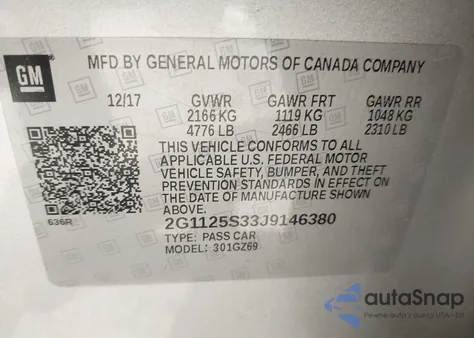 GM
MFD BY GENERAL MOTORS OF CANADA COMPANY
12/17 GVWR GAWR FRT GAWR RR
2166 KG 1119 KG 1048 KG
4776 LB 2466 LB 2310 LB
THIS VEHICLE CONFORMS TO ALL
APPLICABLE U.S. FEDERAL MOTOR
VEHICLE SAFETY, BUMPER, AND THEFT
PREVENTION STANDARDS IN EFFECT ON
THE DATE OF MANUFACTURE SHOWN
ABOVE.
636R
2G1125S33J9146380
TYPE: PASS CAR
MODEL: 301GZ69
autoSnap